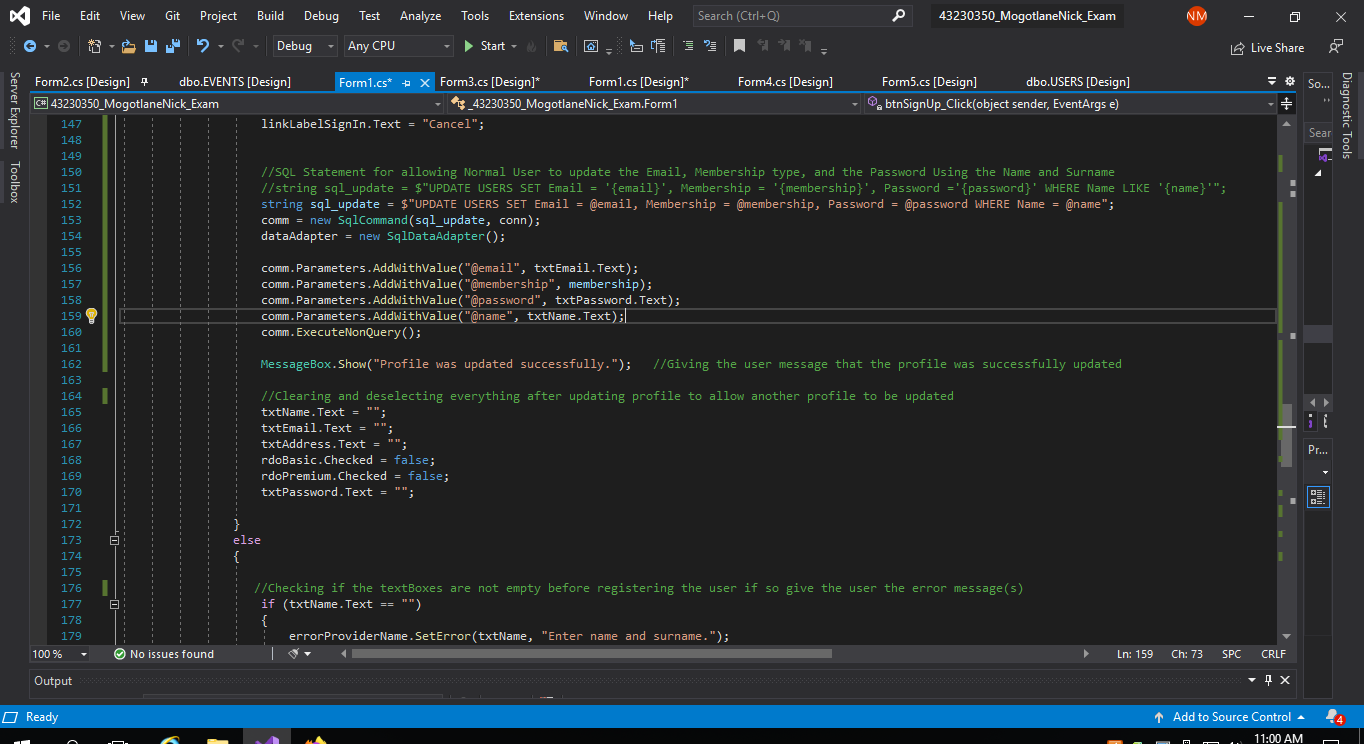 File Edit View Git Project Build Debug Test Analyze Tools Extensions Window Help Search (Ctrl+Q) 43230350_MogotlaneNick_Exam NM
Debug Any CPU Start Live Share
Form2.cs [Design] dbo.EVENTS [Design] Form1.cs* Form3.cs [Design]* Form1.cs [Design]* Form4.cs [Design] Form5.cs [Design] dbo.USERS [Design]
C# 43230350_MogotlaneNick_Exam _43230350_MogotlaneNick_Exam.Form1 btnSignUp_Click(object sender, EventArgs e)
Server Explorer
Toolbox
147 linkLabelSignIn.Text = "Cancel";
148
149
150 //SQL Statement for allowing Normal User to update the Email, Membership type, and the Password Using the Name and Surname
151 //string sql_update = $"UPDATE USERS SET Email = '{email}', Membership = '{membership}', Password ='{password}' WHERE Name LIKE '{name}'";
152 string sql_update = $"UPDATE USERS SET Email = @email, Membership = @membership, Password = @password WHERE Name = @name";
153 comm = new SqlCommand(sql_update, conn);
154 dataAdapter = new SqlDataAdapter();
155
156 comm.Parameters.AddWithValue("@email", txtEmail.Text);
157 comm.Parameters.AddWithValue("@membership", membership);
158 comm.Parameters.AddWithValue("@password", txtPassword.Text);
159 comm.Parameters.AddWithValue("@name", txtName.Text);
160 comm.ExecuteNonQuery();
161
162 MessageBox.Show("Profile was updated successfully."); //Giving the user message that the profile was successfully updated
163
164 //Clearing and deselecting everything after updating profile to allow another profile to be updated
165 txtName.Text = "";
166 txtEmail.Text = "";
167 txtAddress.Text = "";
168 rdoBasic.Checked = false;
169 rdoPremium.Checked = false;
170 txtPassword.Text = "";
171
172 }
173 else
174 {
175
176 //Checking if the textBoxes are not empty before registering the user if so give the user the error message(s)
177 if (txtName.Text == "")
178 {
179 errorProviderName.SetError(txtName, "Enter name and surname.");
So...
Sear
Pr...
Diagnostic Tools
100 % No issues found Ln: 159 Ch: 73 SPC CRLF
Output
Ready Add to Source Control 4
11:00 AM